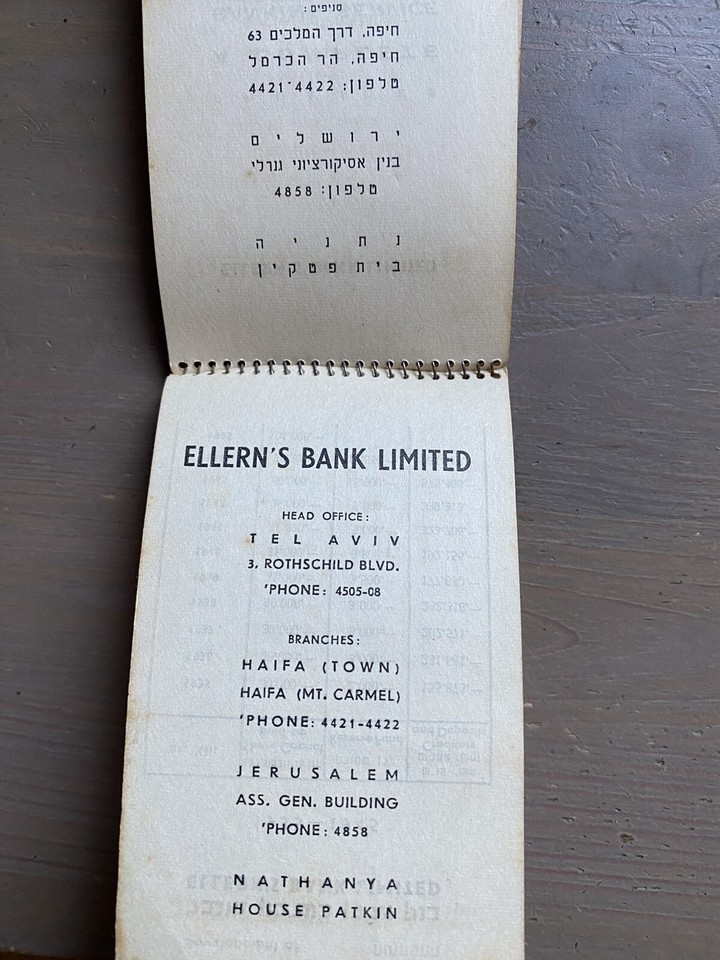 סניפים:
חיפה, דרך המלכים 63
חיפה, הר הכרמל
טלפון: 4421-4422
ירושלים
בנין אסיקורציוני גנרלי
טלפון: 4858
נתניה
בית פטקין
ELLERN'S BANK LIMITED
HEAD OFFICE:
TEL AVIV
3, ROTHSCHILD BLVD.
'PHONE: 4505-08
BRANCHES:
HAIFA (TOWN)
HAIFA (MT. CARMEL)
'PHONE: 4421-4422
JERUSALEM
ASS. GEN. BUILDING
'PHONE: 4858
NATHANYA
HOUSE PATKIN